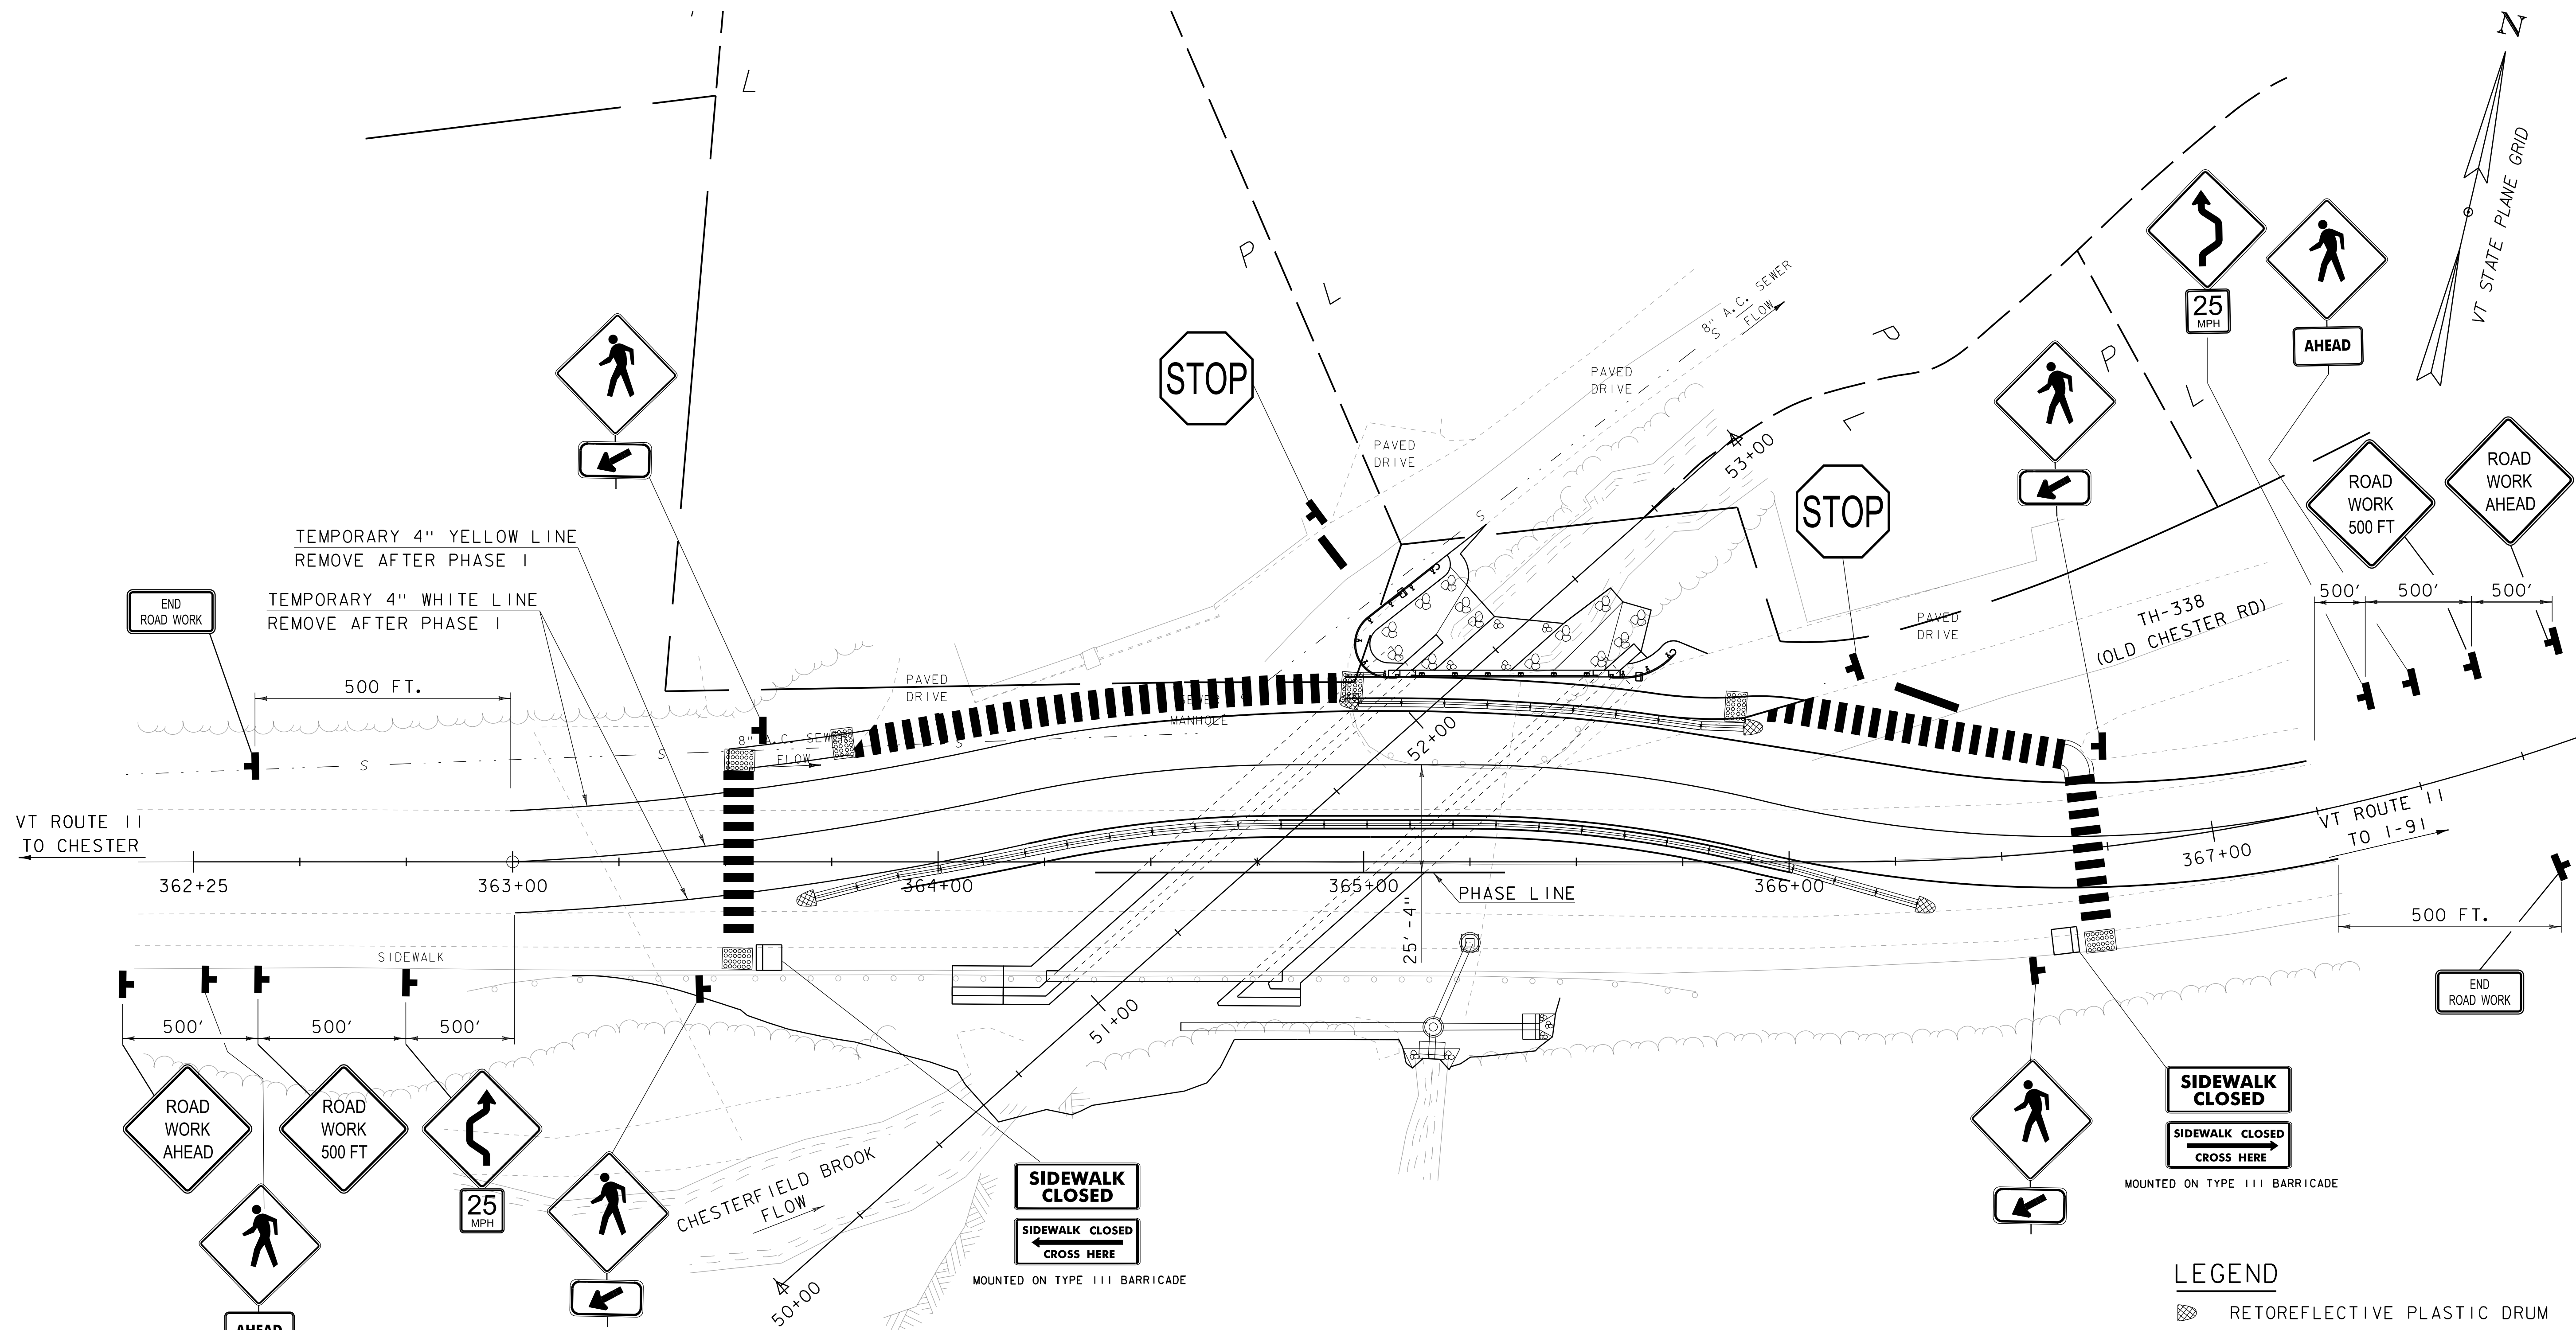 N
VT STATE PLANE GRID
L
P
L
P
L
P
L
8" A.C. SEWER
S
FLOW
25
MPH
AHEAD
STOP
STOP
PAVED
DRIVE
PAVED
DRIVE
PAVED
DRIVE
PAVED
DRIVE
53+00
ROAD
WORK
500 FT
ROAD
WORK
AHEAD
500'
500'
500'
TH-338
(OLD CHESTER RD)
TEMPORARY 4" YELLOW LINE
REMOVE AFTER PHASE 1
TEMPORARY 4" WHITE LINE
REMOVE AFTER PHASE 1
END
ROAD WORK
500 FT.
S
SEWER
MANHOLE
8" A.C. SEWER
FLOW
S
S
S
52+00
VT ROUTE 11
TO CHESTER
VT ROUTE 11
TO I-91
362+25
363+00
364+00
365+00
366+00
367+00
PHASE LINE
25'-4"
500 FT.
SIDEWALK
500'
500'
500'
51+00
END
ROAD WORK
ROAD
WORK
AHEAD
ROAD
WORK
500 FT
25
MPH
AHEAD
CHESTERFIELD BROOK
FLOW
50+00
SIDEWALK
CLOSED
SIDEWALK CLOSED
CROSS HERE
MOUNTED ON TYPE III BARRICADE
SIDEWALK
CLOSED
SIDEWALK CLOSED
CROSS HERE
MOUNTED ON TYPE III BARRICADE
LEGEND
RETOREFLECTIVE PLASTIC DRUM